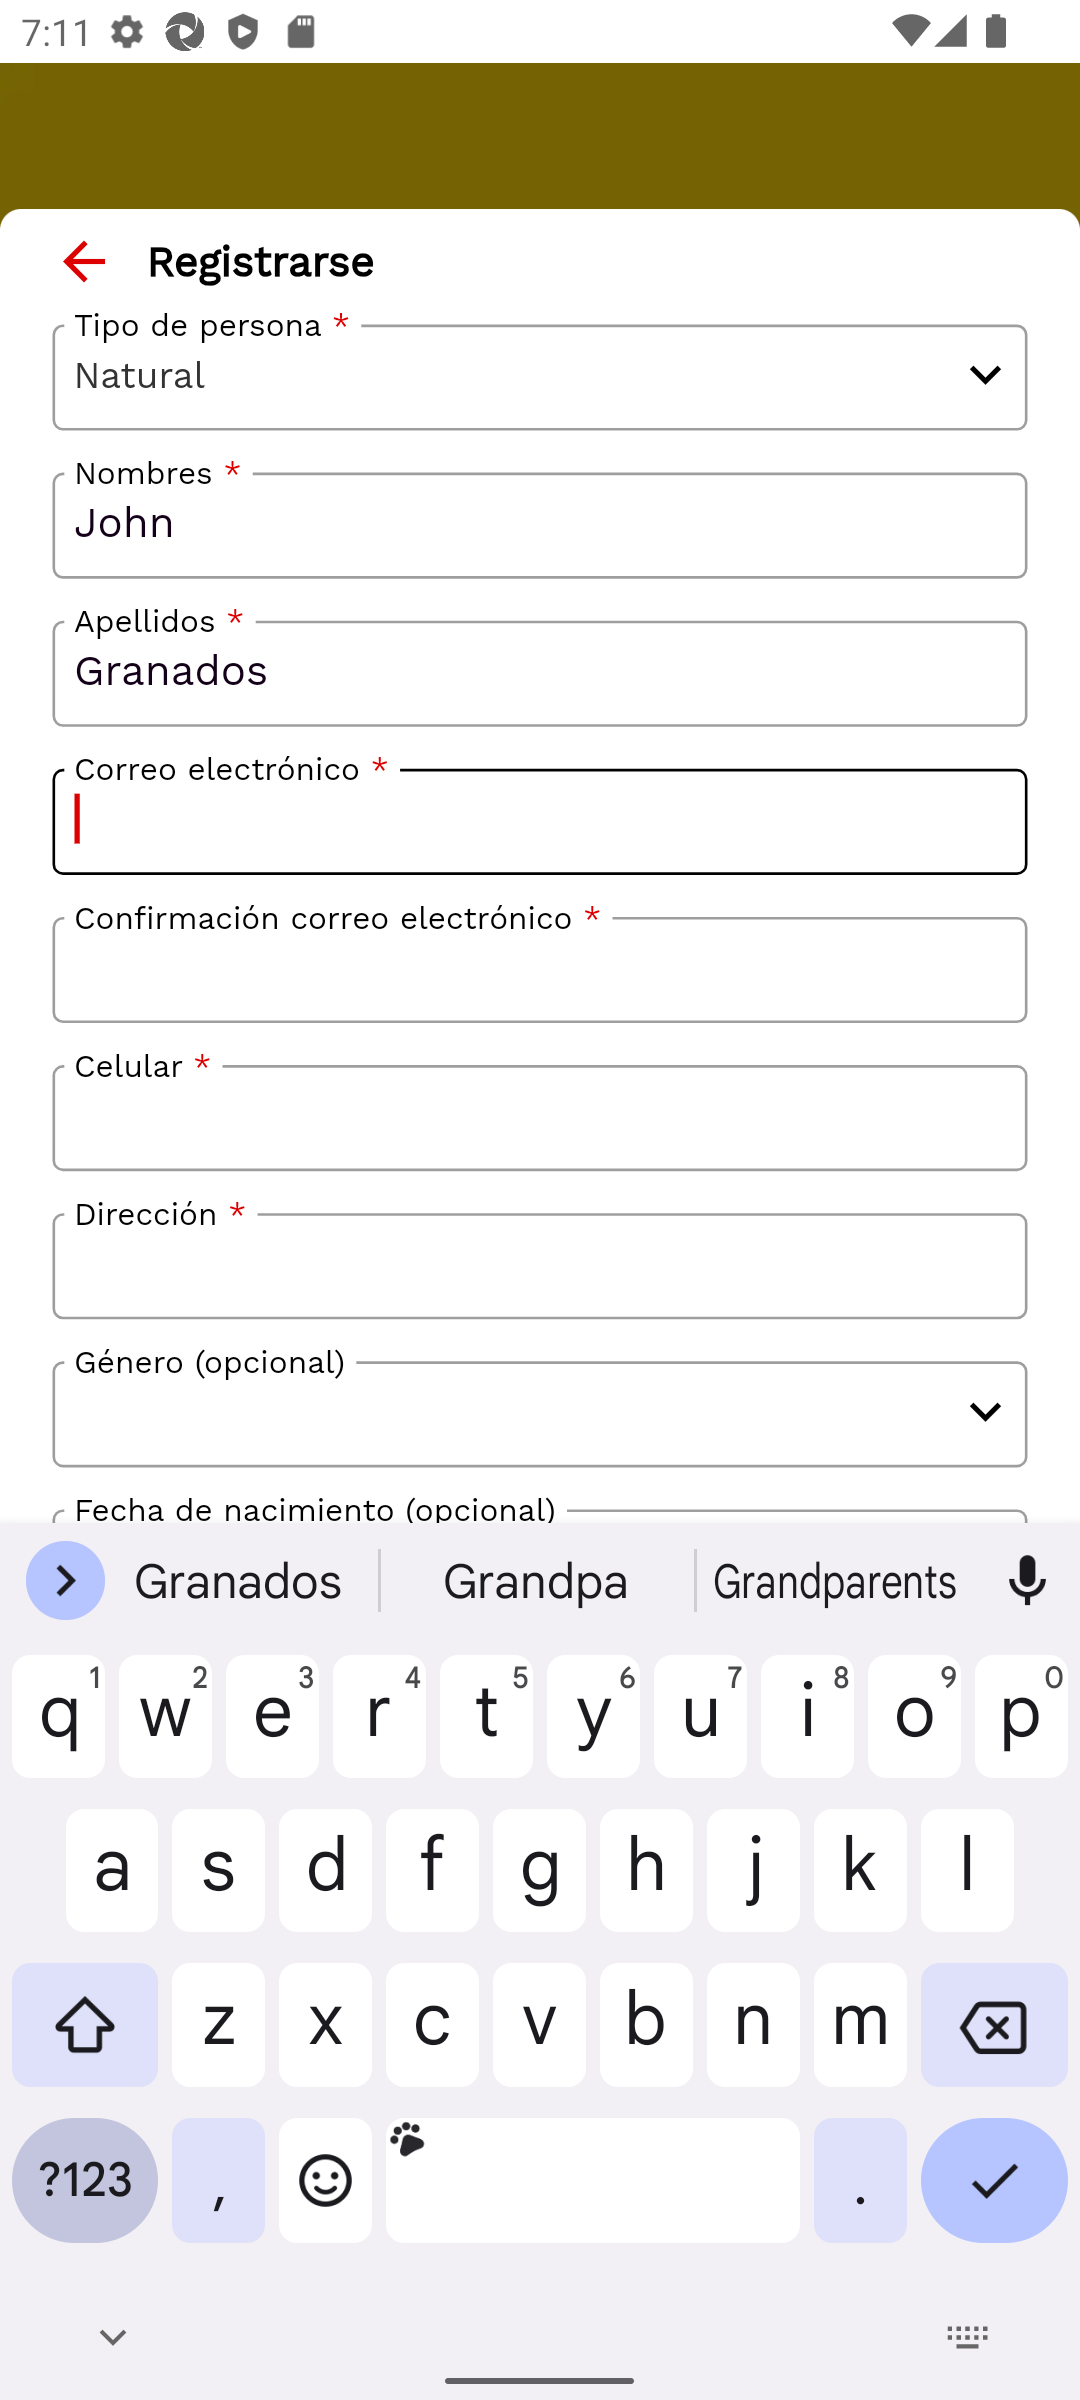 7:11
Registrarse
Tipo de persona *
Natural
Nombres *
John
Apellidos *
Granados
Correo electrónico *
Confirmación correo electrónico *
Celular *
Dirección *
Género (opcional)
Fecha de nacimiento (opcional)
Granados Grandpa Grandparents
q 1 w 2 e 3 r 4 t 5 y 6 u 7 i 8 o 9 p 0
a s d f g h j k l
z x c v b n m
?123 , .